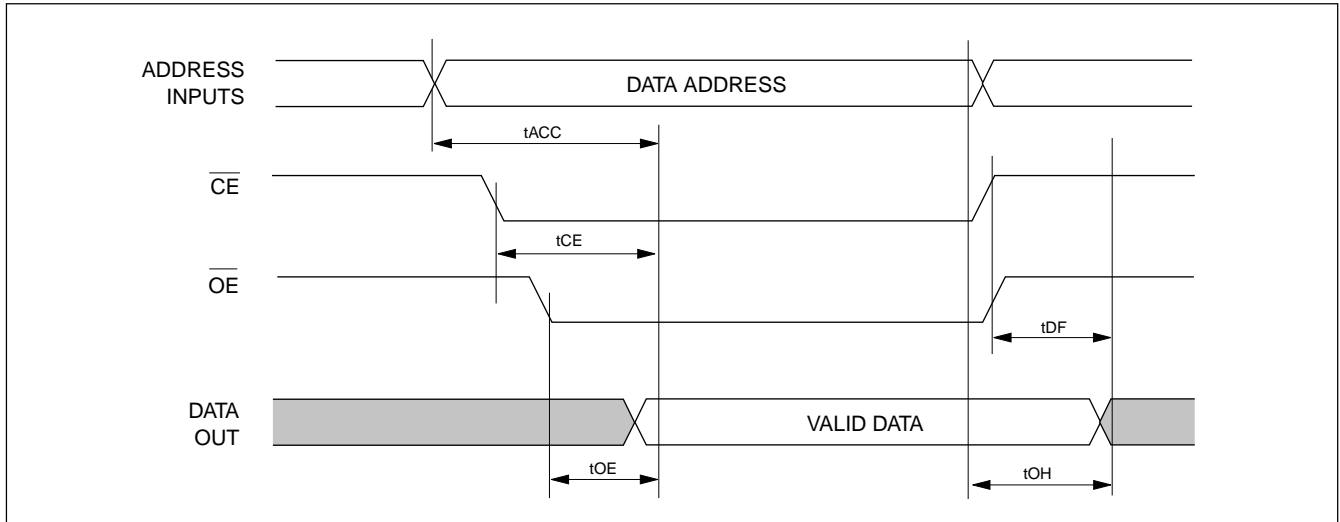 ADDRESS
INPUTS
DATA ADDRESS
tACC
CE
tCE
OE
tDF
DATA
OUT
VALID DATA
tOE
tOH